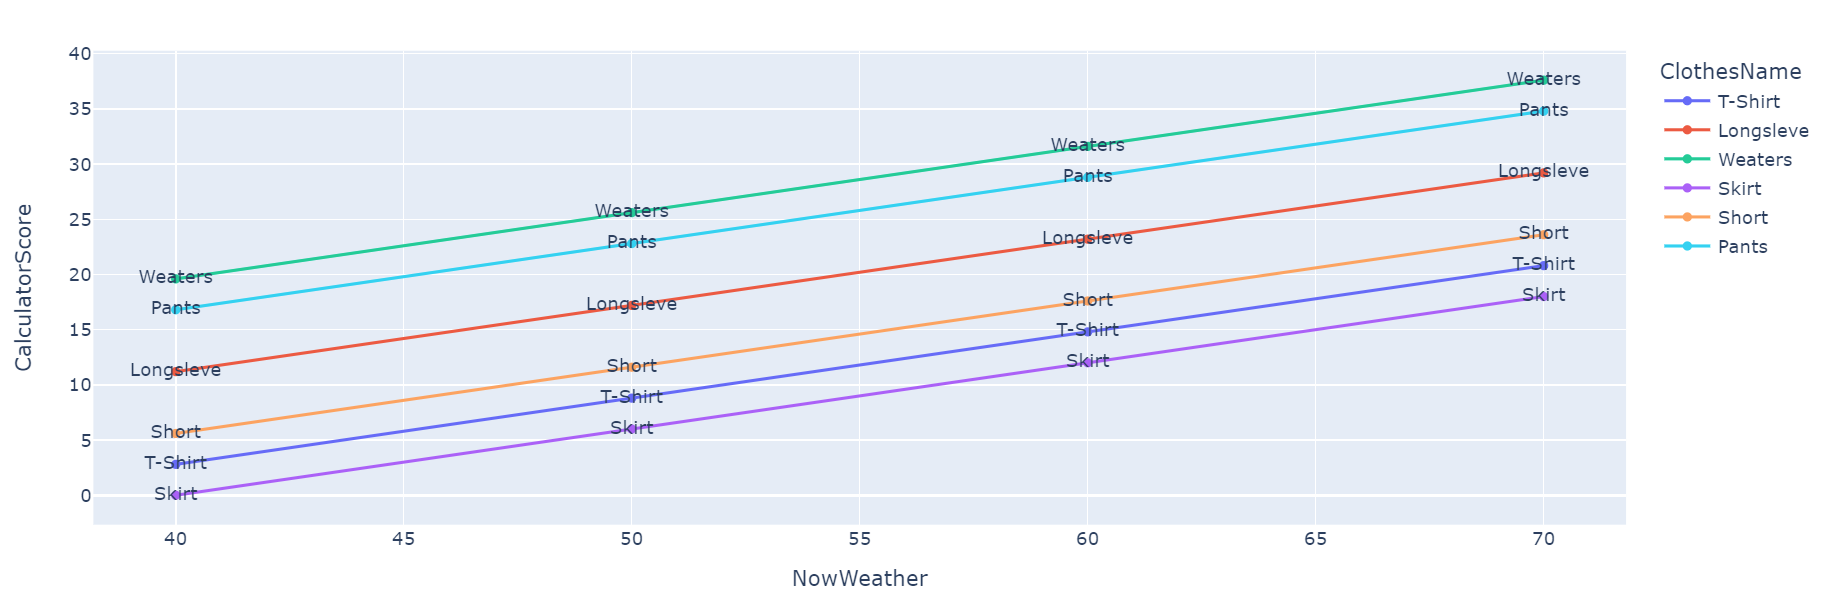 40
35
30
25
20
15
10
5
0
CalculatorScore
Weaters
Pants
Longsleve
Short
T-Shirt
Skirt
Weaters
Pants
Longsleve
Short
T-Shirt
Skirt
Weaters
Pants
Longsleve
Short
T-Shirt
Skirt
Weaters
Pants
Longsleve
Short
T-Shirt
Skirt
40 45 50 55 60 65 70
NowWeather
ClothesName
T-Shirt
Longsleve
Weaters
Skirt
Short
Pants